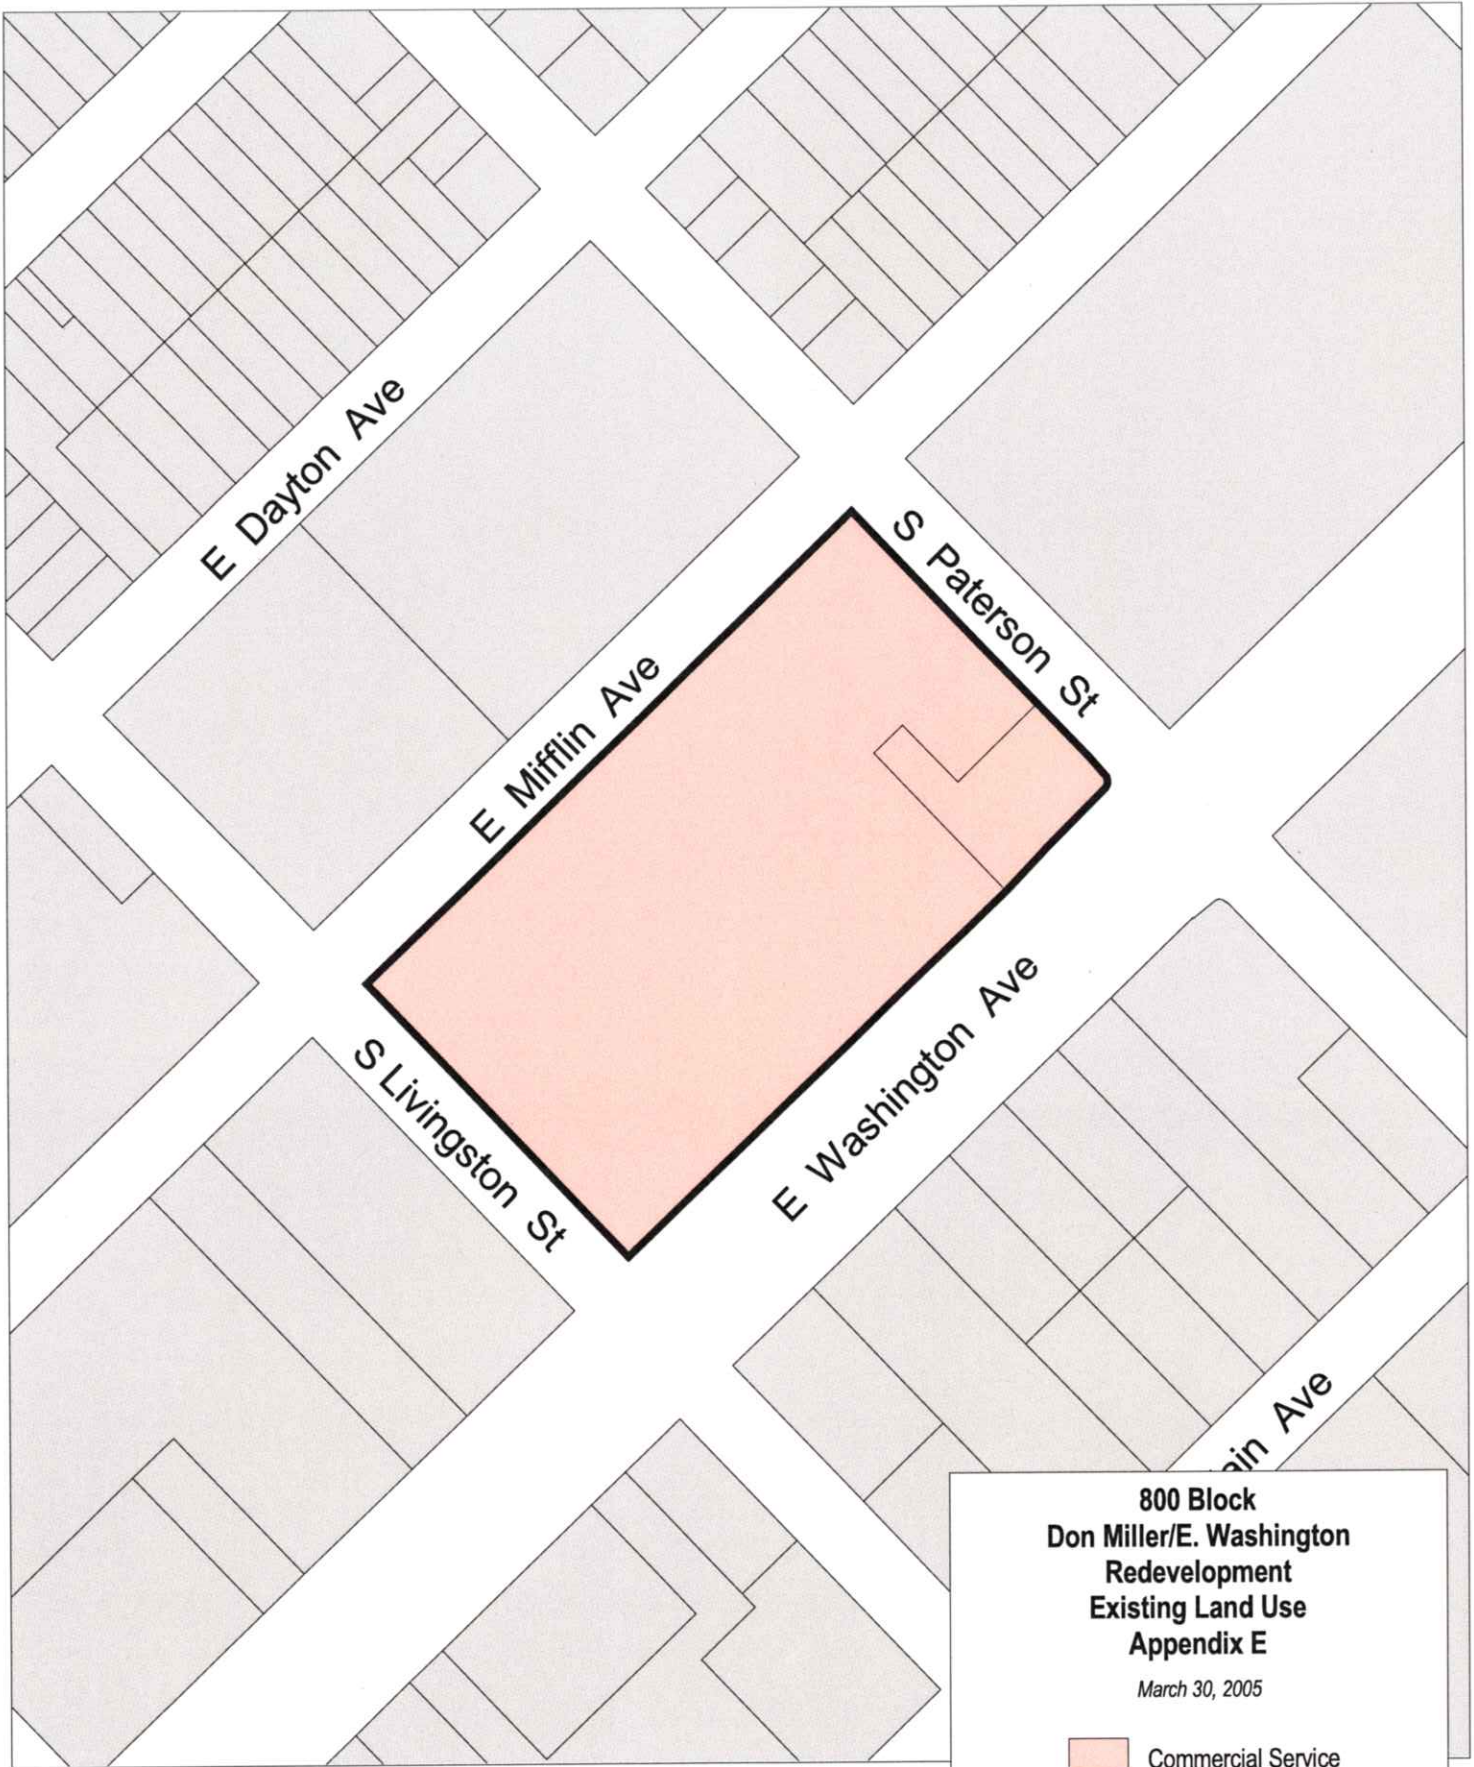 E Dayton Ave
S Paterson St
E Mifflin Ave
E Washington Ave
S Livingston St
ain Ave
800 Block
Don Miller/E. Washington
Redevelopment
Existing Land Use
Appendix E
March 30, 2005
Commercial Service